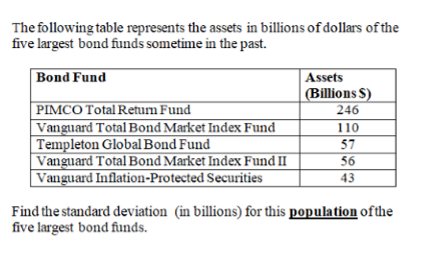 The following table represents the assets in billions of dollars of the
five largest bond funds sometime in the past.
Bond Fund Assets
(Billions $)
PIMCO Total Return Fund 246
Vanguard Total Bond Market Index Fund 110
Templeton Global Bond Fund 57
Vanguard Total Bond Market Index Fund II 56
Vanguard Inflation-Protected Securities 43
Find the standard deviation (in billions) for this population of the
five largest bond funds.